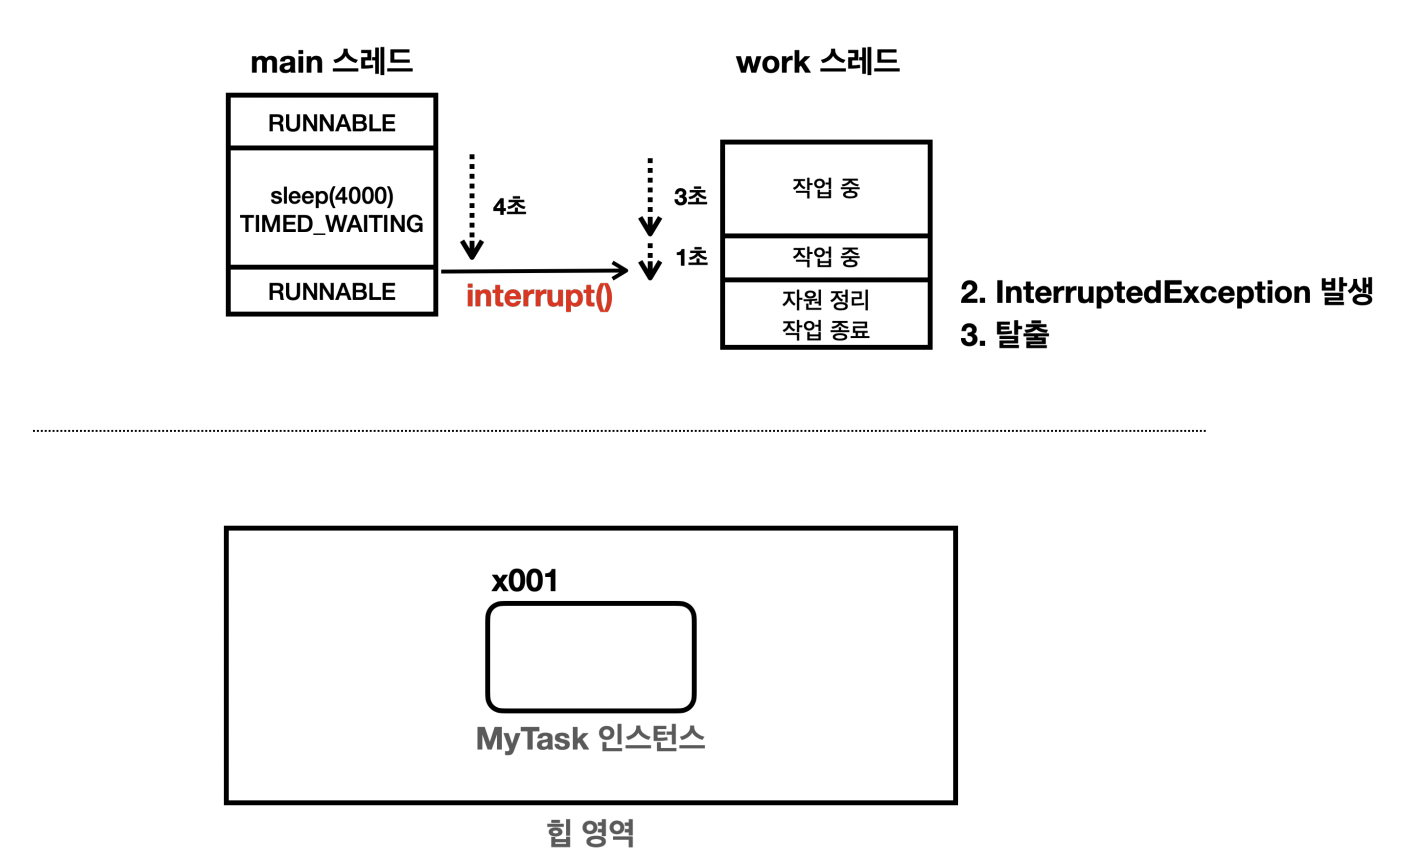 main 스레드
work 스레드
RUNNABLE
sleep(4000)
TIMED_WAITING
RUNNABLE
4초
interrupt()
3초
1초
작업 중
작업 중
자원 정리
작업 종료
2. InterruptedException 발생
3. 탈출
x001
MyTask 인스턴스
힙 영역